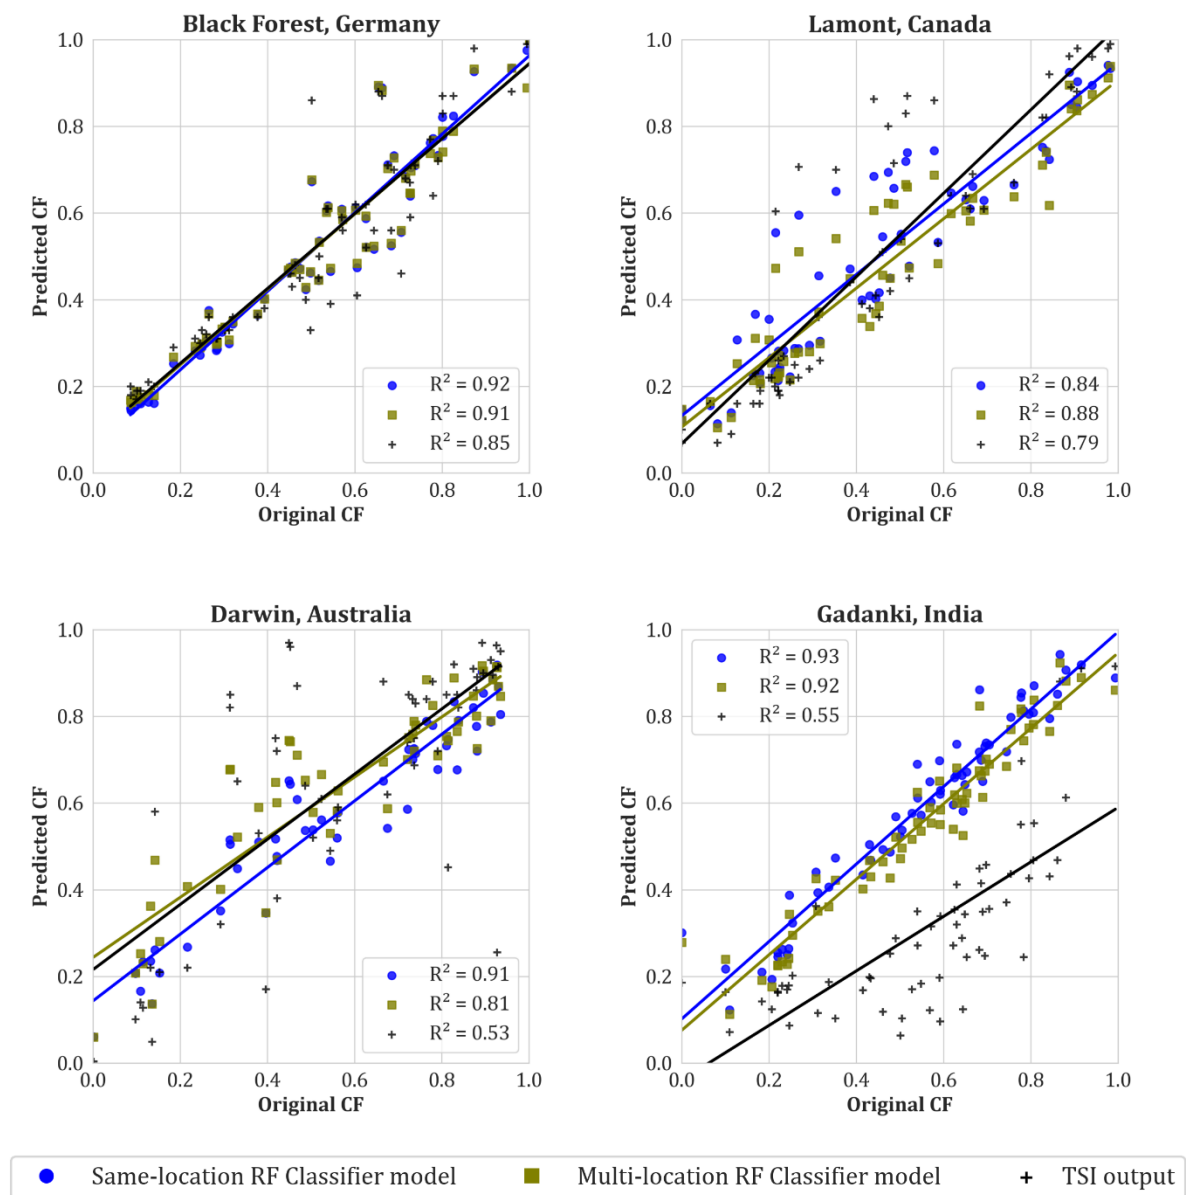 Black Forest, Germany
1.0
0.8
0.6
0.4
0.2
0.0
Predicted CF
R² = 0.92
R² = 0.91
R² = 0.85
0.0 0.2 0.4 0.6 0.8 1.0
Original CF
Lamont, Canada
1.0
0.8
0.6
0.4
0.2
0.0
Predicted CF
R² = 0.84
R² = 0.88
R² = 0.79
0.0 0.2 0.4 0.6 0.8 1.0
Original CF
Darwin, Australia
1.0
0.8
0.6
0.4
0.2
0.0
Predicted CF
R² = 0.91
R² = 0.81
R² = 0.53
0.0 0.2 0.4 0.6 0.8 1.0
Original CF
Gadanki, India
1.0
0.8
0.6
0.4
0.2
0.0
Predicted CF
R² = 0.93
R² = 0.92
R² = 0.55
0.0 0.2 0.4 0.6 0.8 1.0
Original CF
Same-location RF Classifier model Multi-location RF Classifier model TSI output